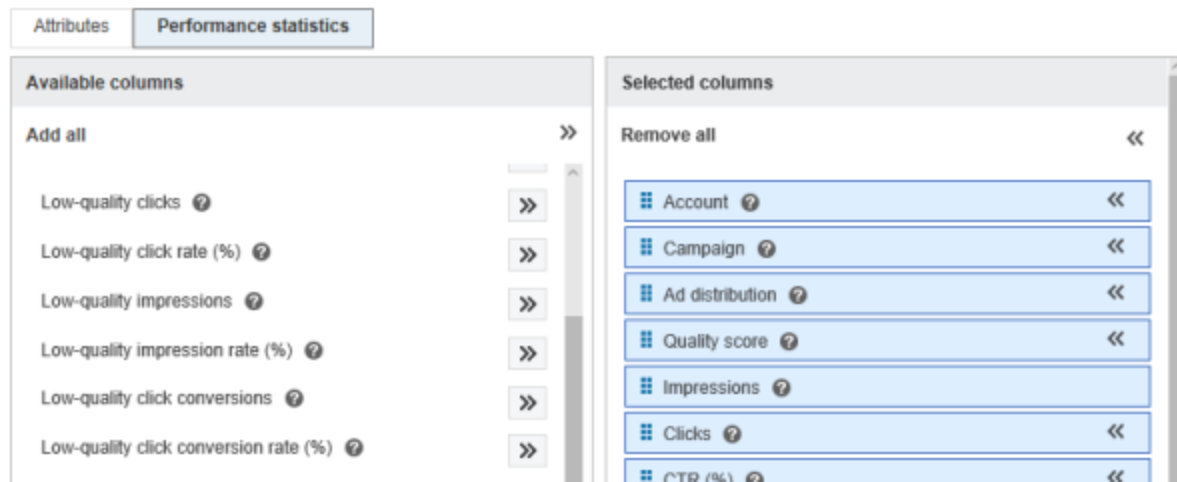 Attributes
Performance statistics
Available columns
Add all
Low-quality clicks
Low-quality click rate (%)
Low-quality impressions
Low-quality impression rate (%)
Low-quality click conversions
Low-quality click conversion rate (%)
Selected columns
Remove all
Account
Campaign
Ad distribution
Quality score
Impressions
Clicks
CTR (%)